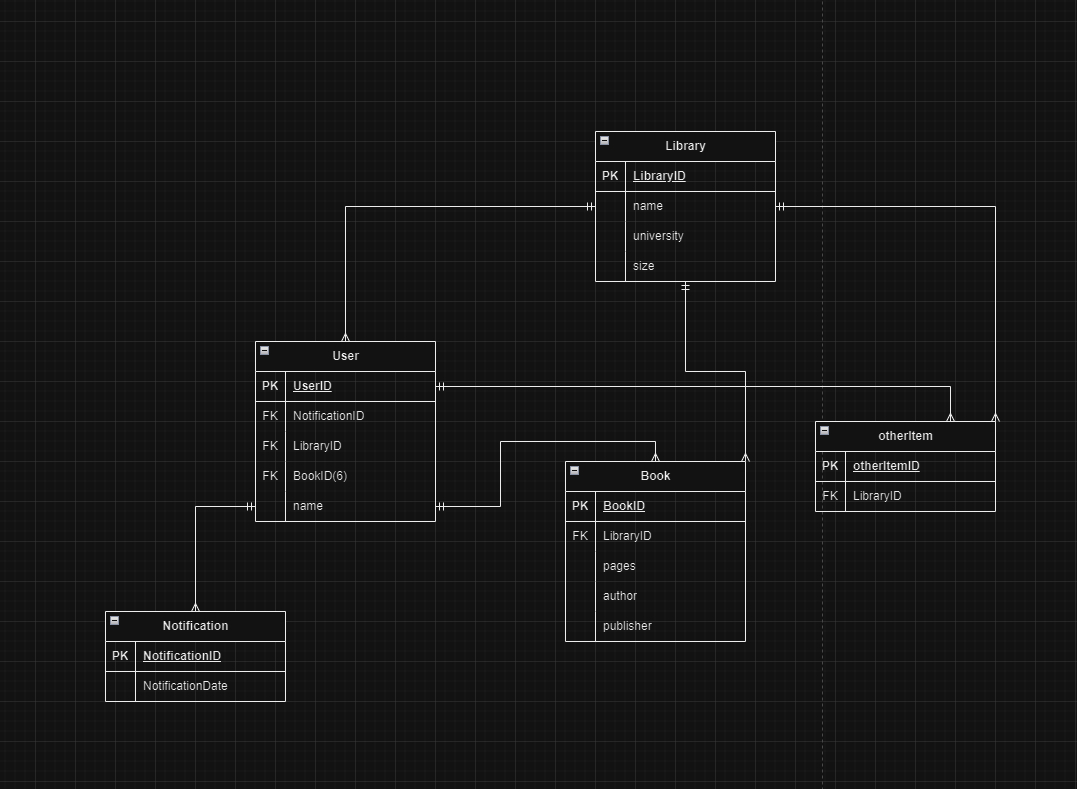 Library
PK LibraryID
name
university
size
User
PK UserID
FK NotificationID
FK LibraryID
FK BookID(6)
name
otherItem
PK otherItemID
FK LibraryID
Book
PK BookID
FK LibraryID
pages
author
publisher
Notification
PK NotificationID
NotificationDate